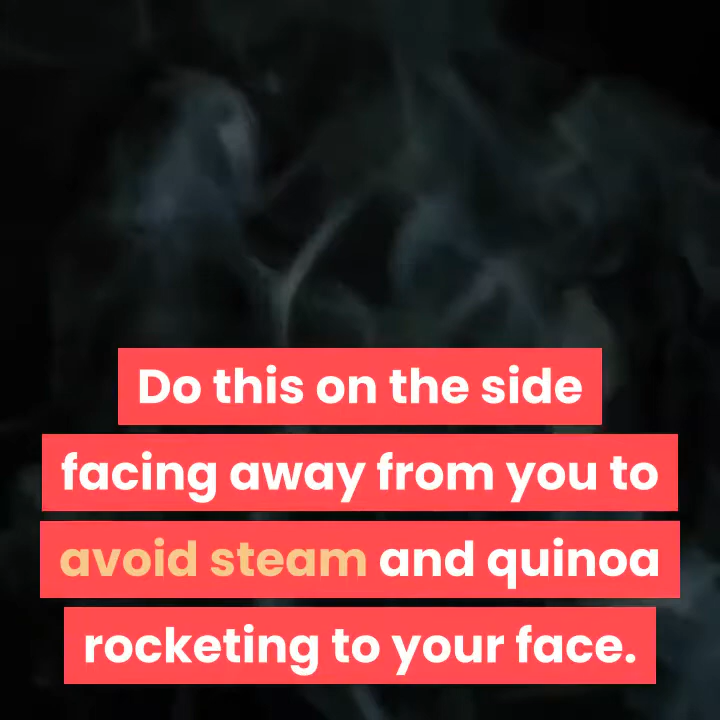 Do this on the side
facing away from you to
avoid steam and quinoa
rocketing to your face.